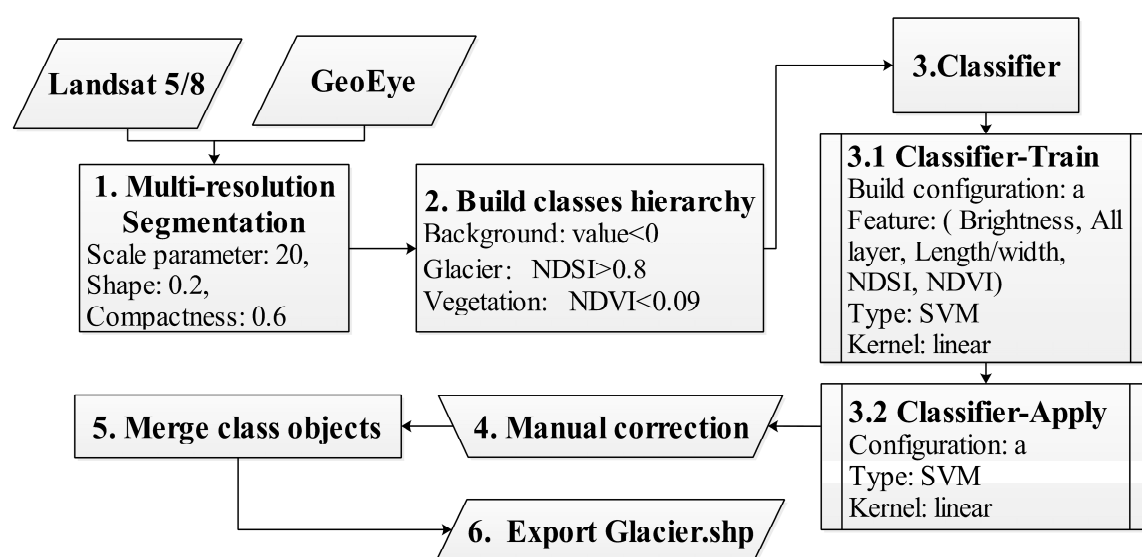 Landsat 5/8
GeoEye
1. Multi-resolution
Segmentation
Scale parameter: 20,
Shape: 0.2,
Compactness: 0.6
2. Build classes hierarchy
Background: value<0
Glacier: NDSI>0.8
Vegetation: NDVI<0.09
3.Classifier
3.1 Classifier-Train
Build configuration: a
Feature: ( Brightness, All
layer, Length/width,
NDSI, NDVI)
Type: SVM
Kernel: linear
3.2 Classifier-Apply
Configuration: a
Type: SVM
Kernel: linear
4. Manual correction
5. Merge class objects
6. Export Glacier.shp